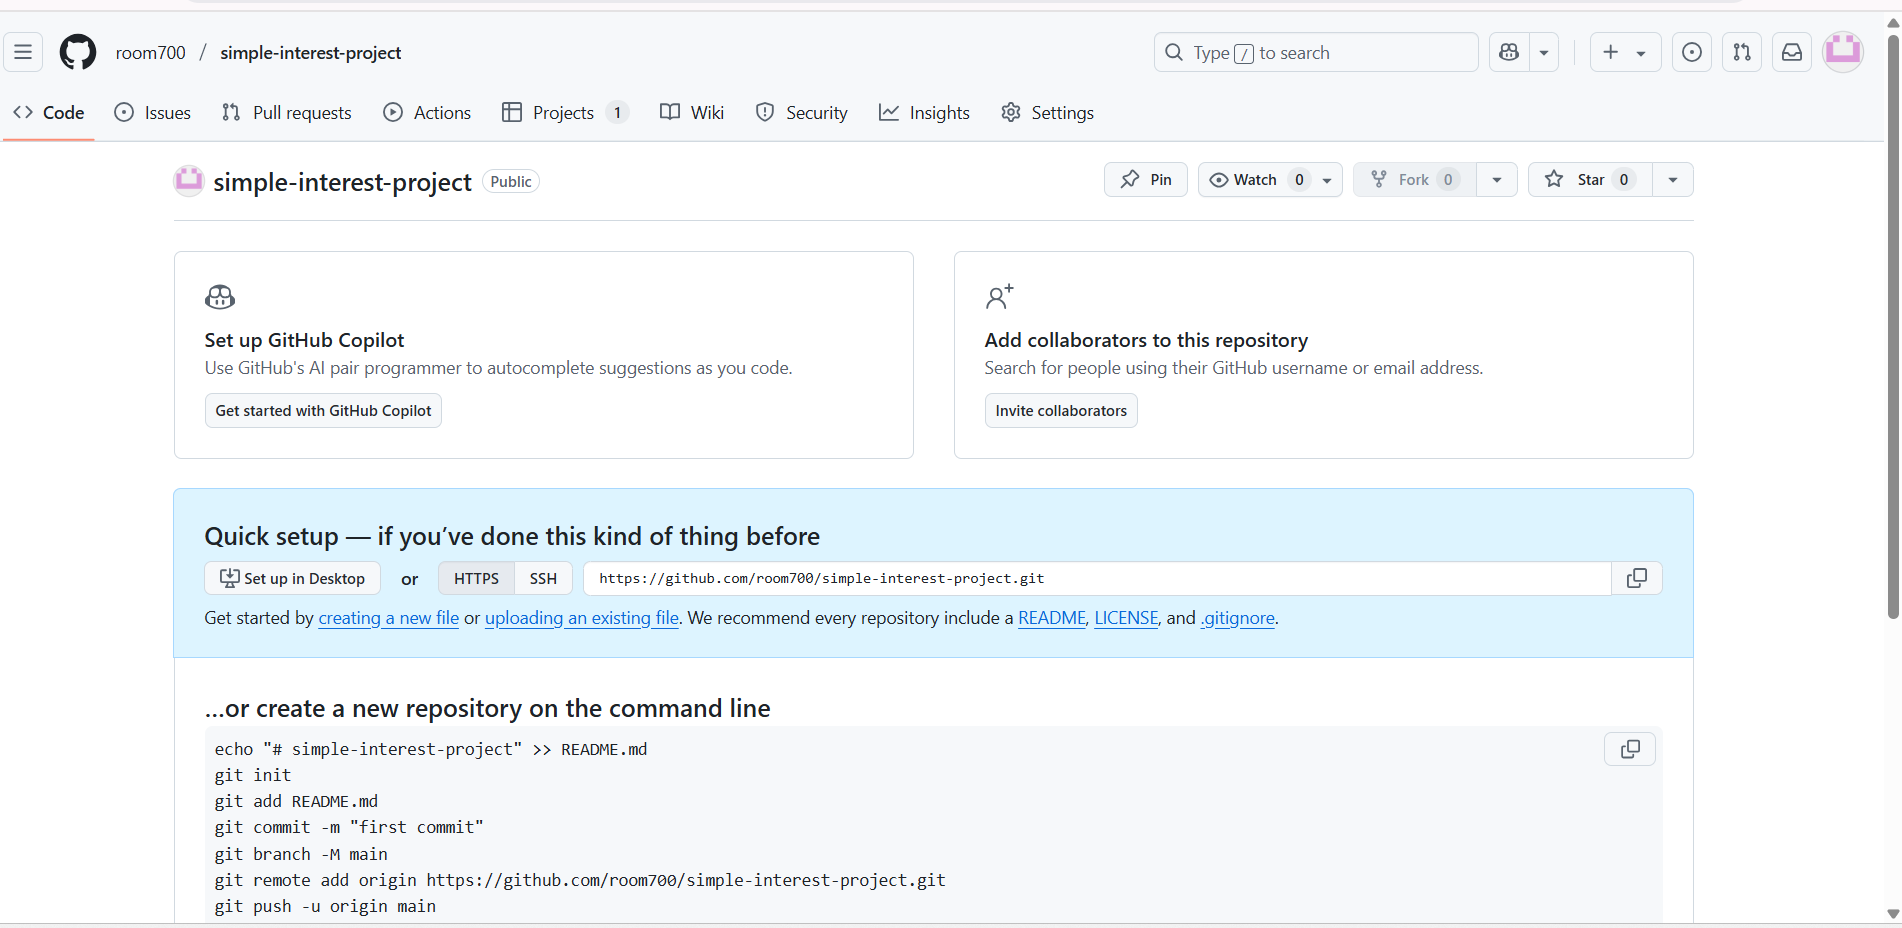 room700 / simple-interest-project
Type / to search
Code Issues Pull requests Actions Projects 1 Wiki Security Insights Settings
simple-interest-project Public
Pin Watch 0 Fork 0 Star 0
Set up GitHub Copilot
Use GitHub's AI pair programmer to autocomplete suggestions as you code.
Get started with GitHub Copilot
Add collaborators to this repository
Search for people using their GitHub username or email address.
Invite collaborators
Quick setup — if you’ve done this kind of thing before
Set up in Desktop or HTTPS SSH https://github.com/room700/simple-interest-project.git
Get started by creating a new file or uploading an existing file. We recommend every repository include a README, LICENSE, and .gitignore.
…or create a new repository on the command line
echo "# simple-interest-project" >> README.md
git init
git add README.md
git commit -m "first commit"
git branch -M main
git remote add origin https://github.com/room700/simple-interest-project.git
git push -u origin main